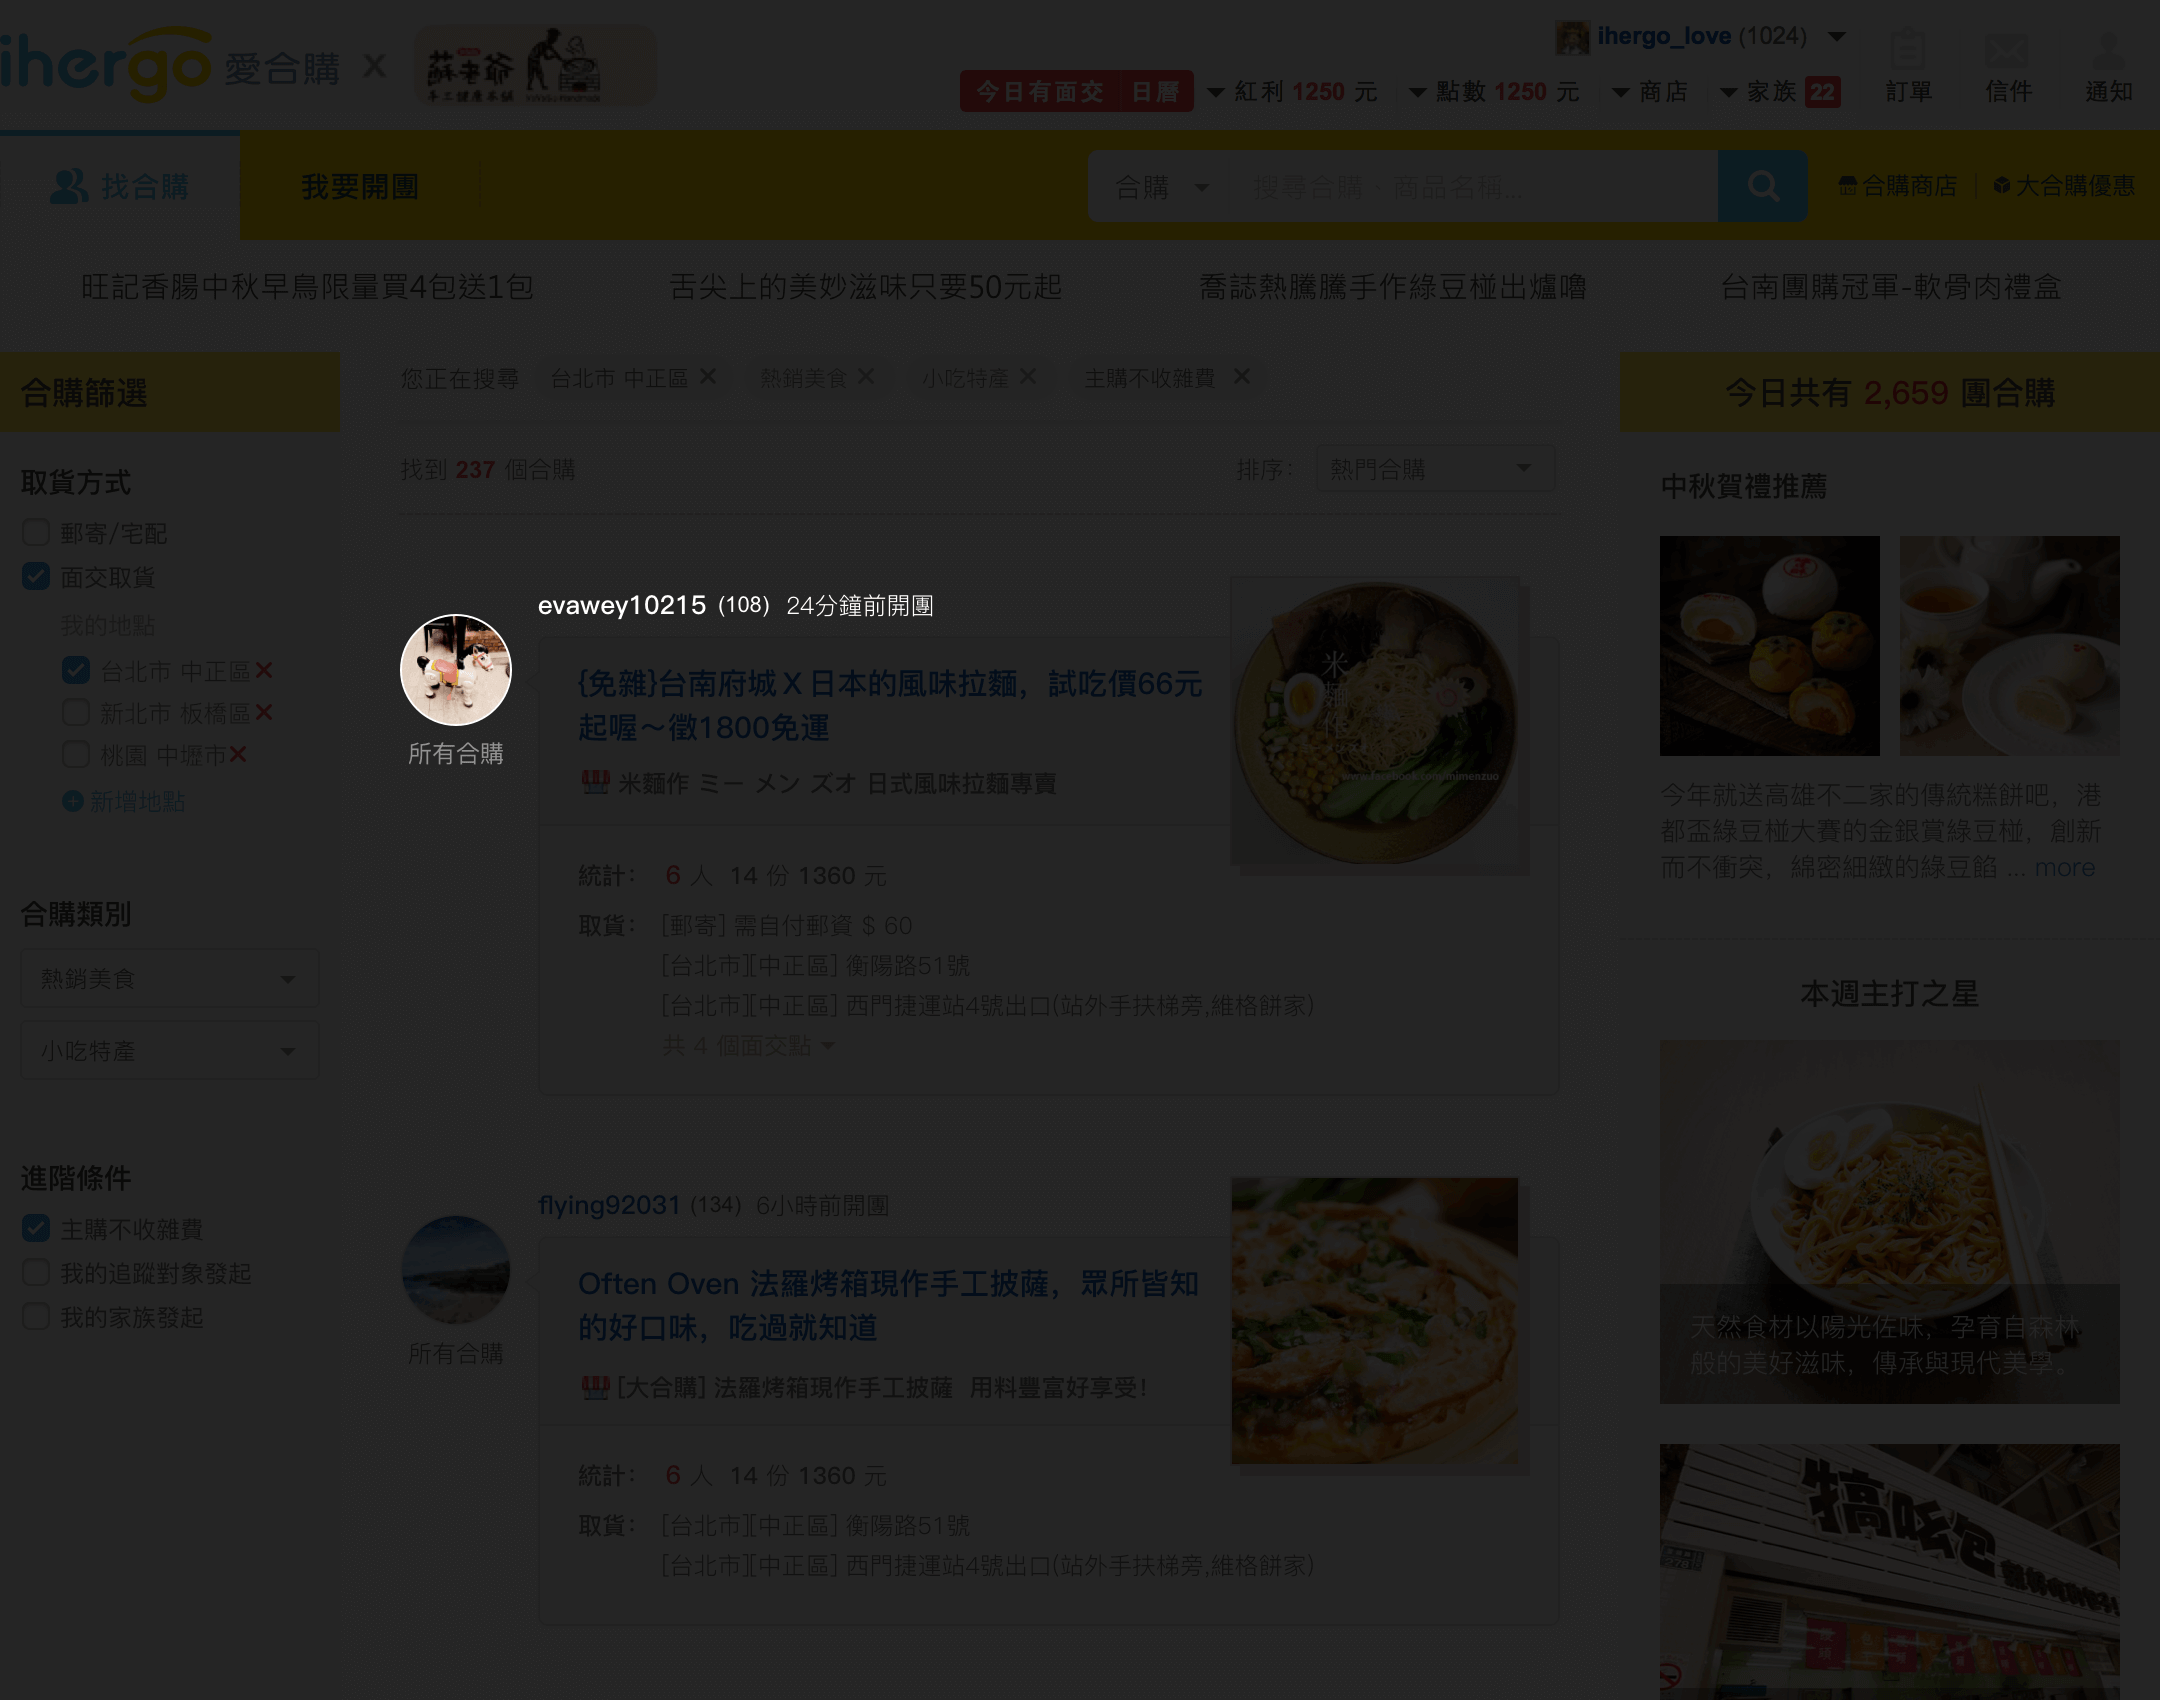 ihergo 愛合購 X 蘇老爺
手工健康茶舖
ihergo_love (1024)
今日有面交 日曆 紅利 1250 元 點數 1250 元 商店 家族 22 訂單 信件 通知
找合購 我要開團 合購 搜尋合購、商品名稱... 合購商店 大合購優惠
旺記香腸中秋早鳥限量買4包送1包 舌尖上的美妙滋味只要50元起 喬誌熱騰騰手作綠豆椪出爐嚕 台南團購冠軍-軟骨肉禮盒
合購篩選
取貨方式
郵寄/宅配
面交取貨
我的地點
台北市 中正區
新北市 板橋區
桃園 中壢市
新增地點
合購類別
熱銷美食
小吃特產
進階條件
主購不收雜費
我的追蹤對象發起
我的家族發起
您正在搜尋 台北市 中正區 熱銷美食 小吃特產 主購不收雜費
找到 237 個合購 排序： 熱門合購
evawey10215 (108) 24分鐘前開團
所有合購
{免雜}台南府城Ｘ日本的風味拉麵，試吃價66元
起喔～徵1800免運
米麵作 ミー メン ズオ 日式風味拉麵專賣
www.facebook.com/mimenzuo
統計： 6 人 14 份 1360 元
取貨： [郵寄] 需自付郵資 $ 60
[台北市][中正區] 衡陽路51號
[台北市][中正區] 西門捷運站4號出口(站外手扶梯旁,維格餅家)
共 4 個面交點
flying92031 (134) 6小時前開團
所有合購
Often Oven 法羅烤箱現作手工披薩，眾所皆知
的好口味，吃過就知道
[大合購] 法羅烤箱現作手工披薩 用料豐富好享受！
統計： 6 人 14 份 1360 元
取貨： [台北市][中正區] 衡陽路51號
[台北市][中正區] 西門捷運站4號出口(站外手扶梯旁,維格餅家)
今日共有 2,659 團合購
中秋賀禮推薦
今年就送高雄不二家的傳統糕餅吧，港
都盃綠豆椪大賽的金銀賞綠豆椪，創新
而不衝突，綿密細緻的綠豆餡 ... more
本週主打之星
天然食材以陽光佐味，孕育自森林
般的美好滋味，傳承與現代美學。
搞吃包